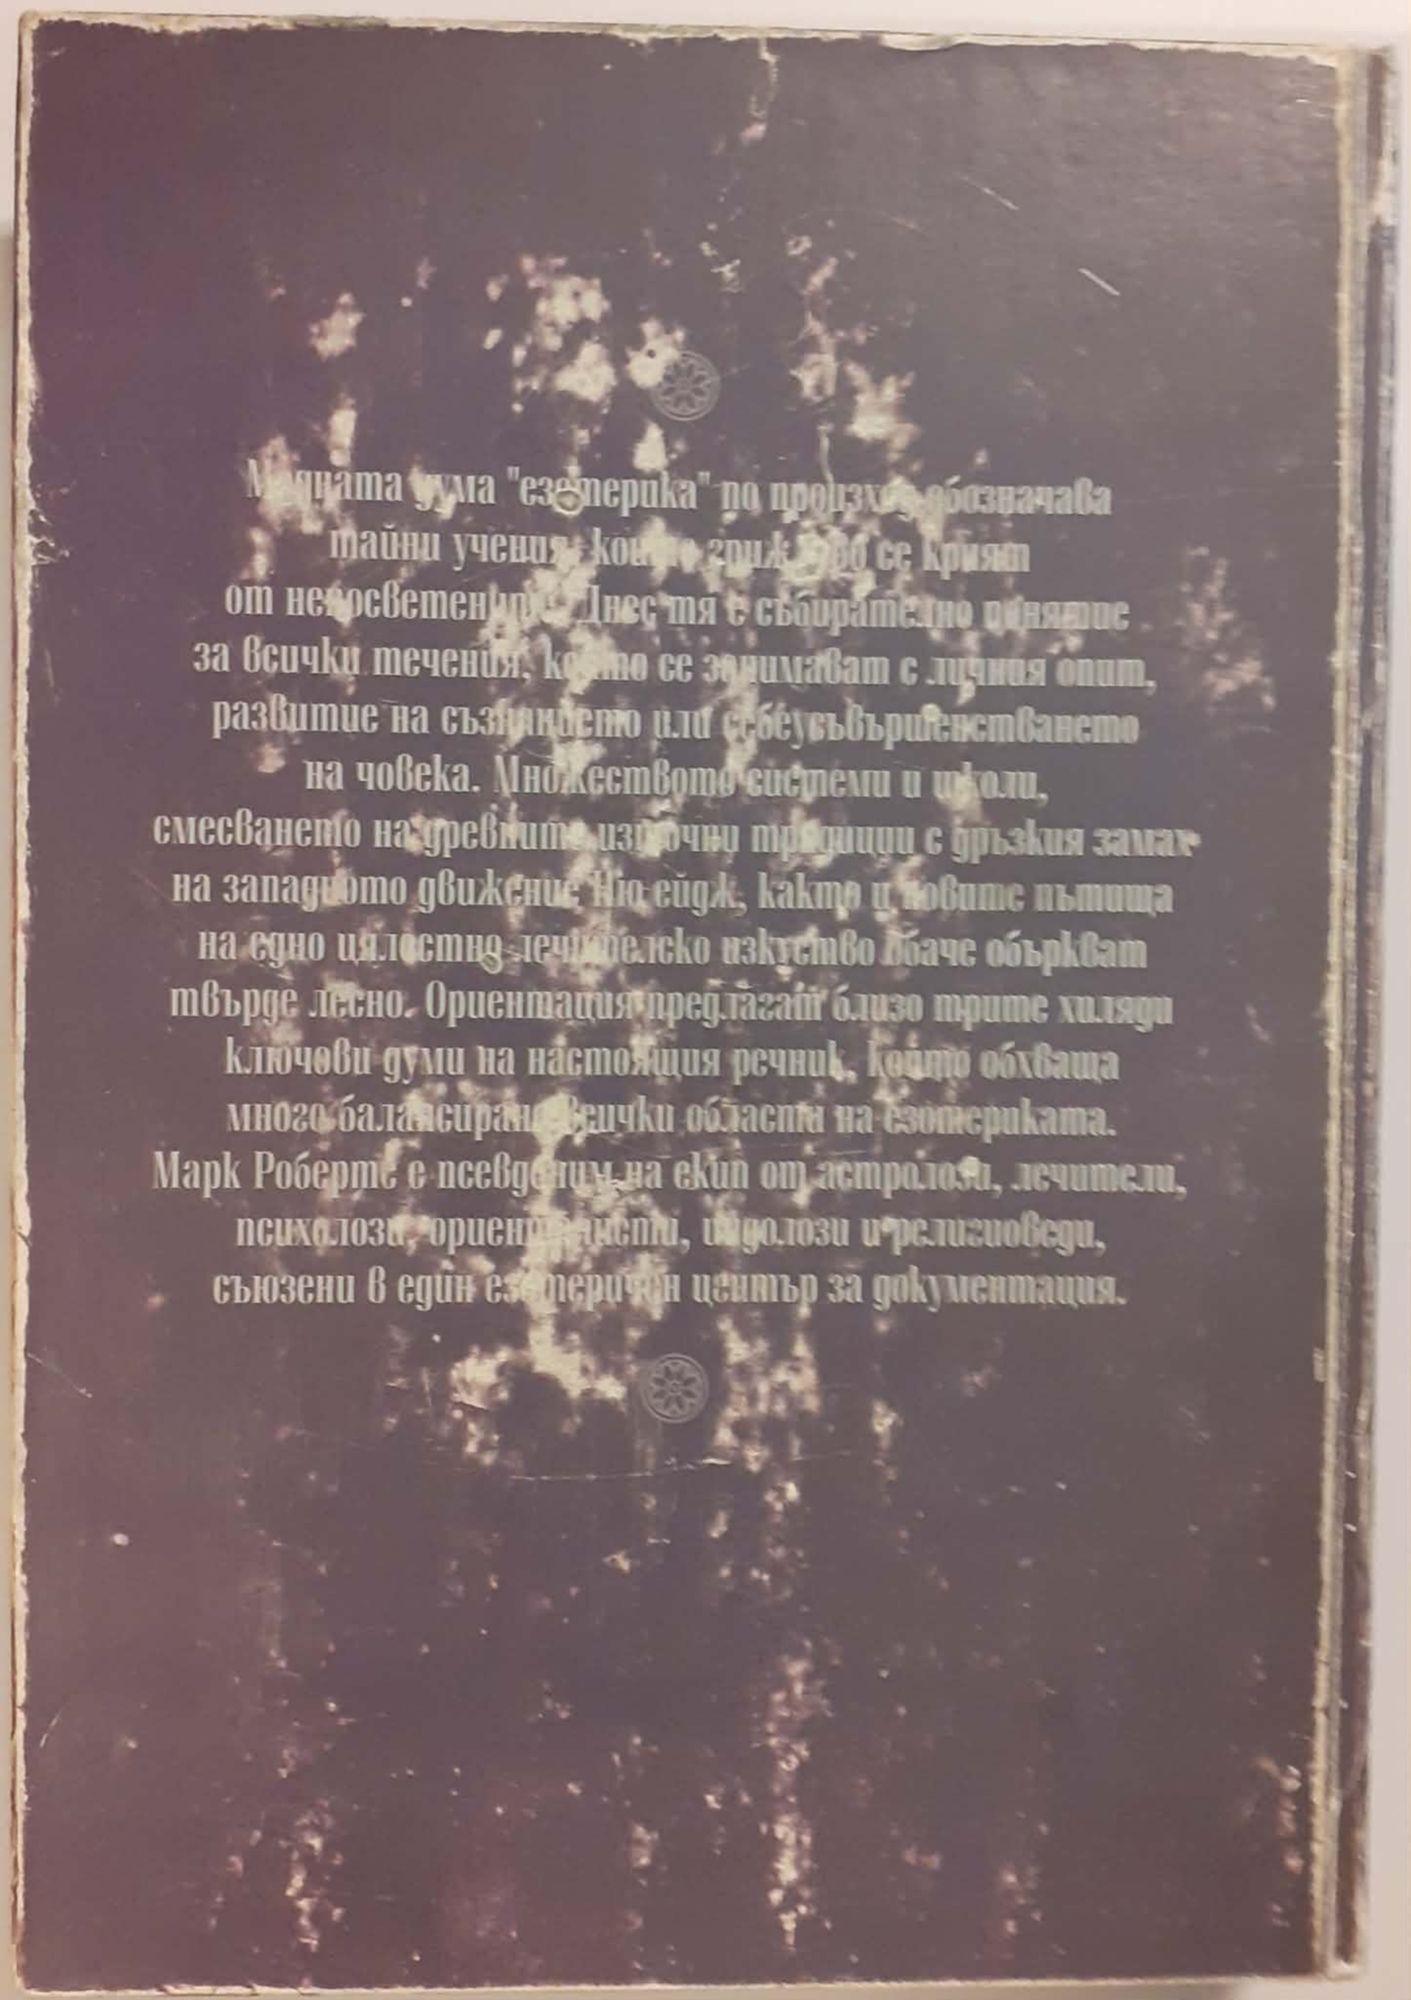 Модната дума "езотерика" по произход обозначава
тайни учения, които грижливо се крият
от непосветените. Днес тя е събирателно понятие
за всички течения, които се занимават с личния опит,
развитие на съзнанието или себеусъвършенстването
на човека. Множеството системи и школи,
смесването на древните източни традиции с дръзкия замах
на западното движение Ню ейдж, както и новите пътища
на едно цялостно лечителско изкуство обаче объркват
твърде лесно. Ориентация предлагат близо трите хиляди
ключови думи на настоящия речник, който обхваща
много балансирано всички области на езотериката.
Марк Робертс е псевдоним на екип от астролози, лечители,
психолози, ориенталисти, индолози и религиоведи,
съюзени в един езотеричен център за документация.